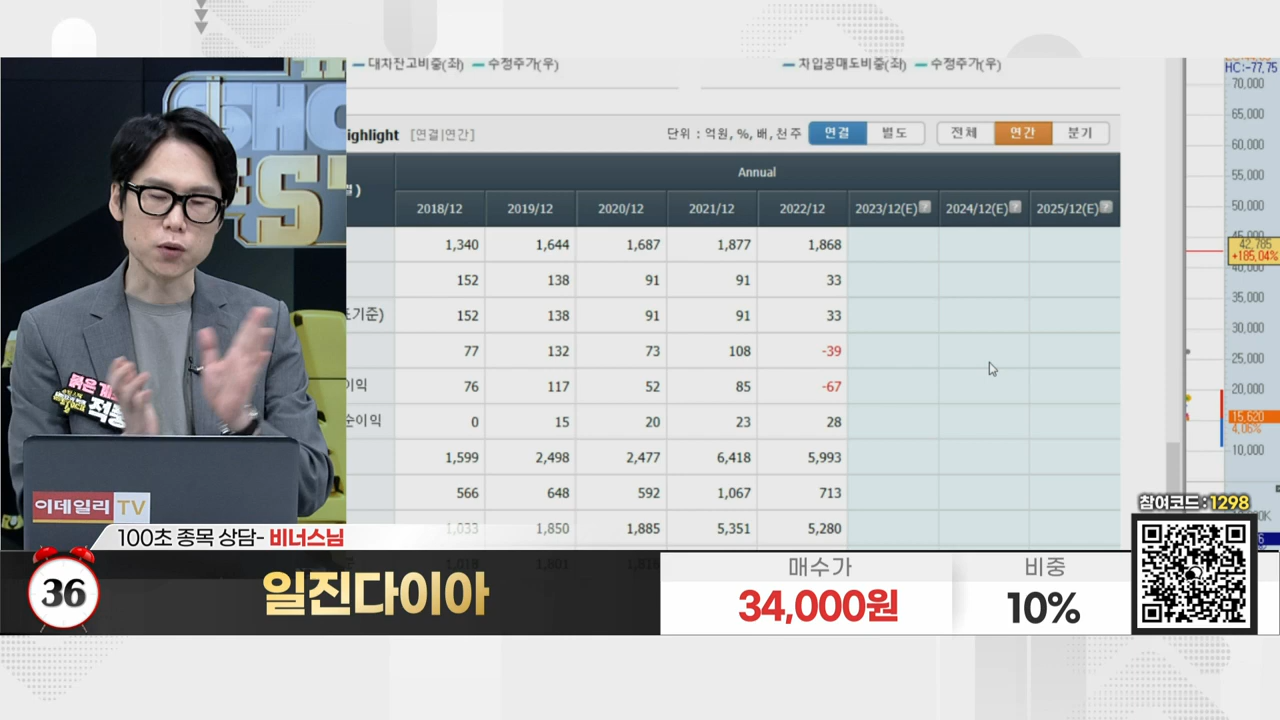 대차잔고비중(좌) 수정주가(우) 차입공매도비중(좌) 수정주가(우)
HC:-77,75
ighlight [연결|연간] 단위 : 억원, %, 배, 천주 연결 별도 전체 연간 분기
Annual
2018/12 2019/12 2020/12 2021/12 2022/12 2023/12(E) 2024/12(E) 2025/12(E)
1,340 1,644 1,687 1,877 1,868
152 138 91 91 33
기준) 152 138 91 91 33
77 132 73 108 -39
이익 76 117 52 85 -67
순이익 0 15 20 23 28
1,599 2,498 2,477 6,418 5,993
566 648 592 1,067 713
1,033 1,850 1,885 5,351 5,280
70,000
65,000
60,000
55,000
50,000
45,000
42,785
+185,04%
40,000
35,000
30,000
25,000
20,000
15,620
4,06%
10,000
이데일리 TV
참여코드 : 1298
100초 종목 상담- 비너스님
36
일진다이아
매수가
34,000원
비중
10%